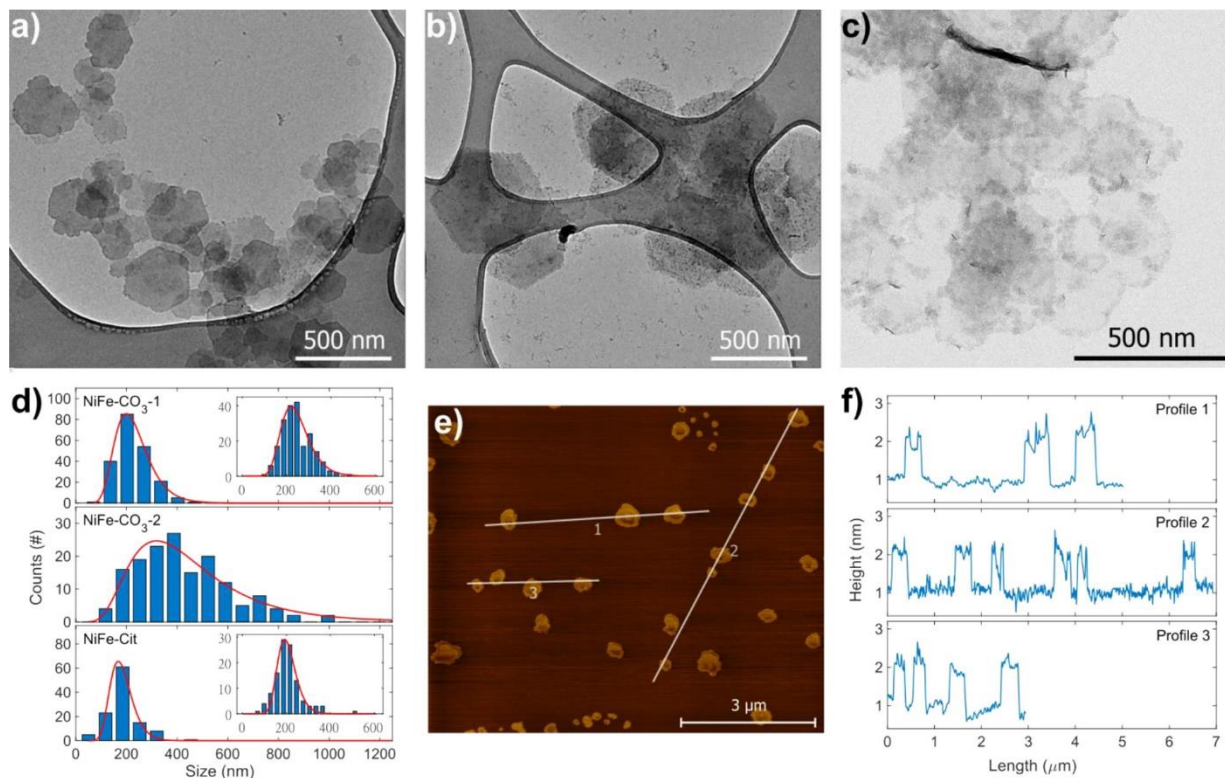 a)
500 nm
b)
500 nm
c)
500 nm
d)
NiFe-CO₃-1
100
80
60
40
20
0
40
20
0
0 200 400 600
NiFe-CO₃-2
30
20
10
0
Counts (#)
NiFe-Cit
80
60
40
20
0
30
20
10
0
0 200 400 600
0 200 400 600 800 1000 1200
Size (nm)
e)
1
2
3
3 µm
f)
Profile 1
3
2
1
Profile 2
3
2
1
Height (nm)
Profile 3
3
2
1
0 1 2 3 4 5 6 7
Length (µm)